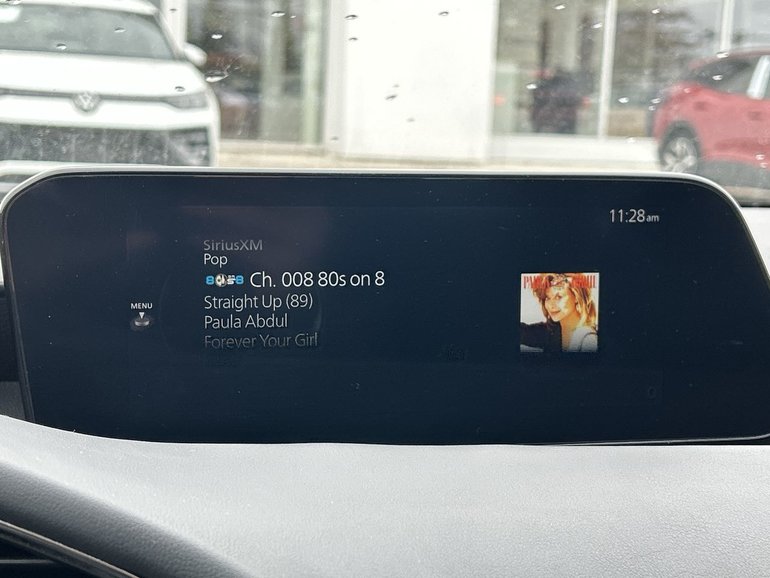 11:28am
SiriusXM
Pop
Ch. 008 80s on 8
Straight Up (89)
Paula Abdul
Forever Your Girl
MENU